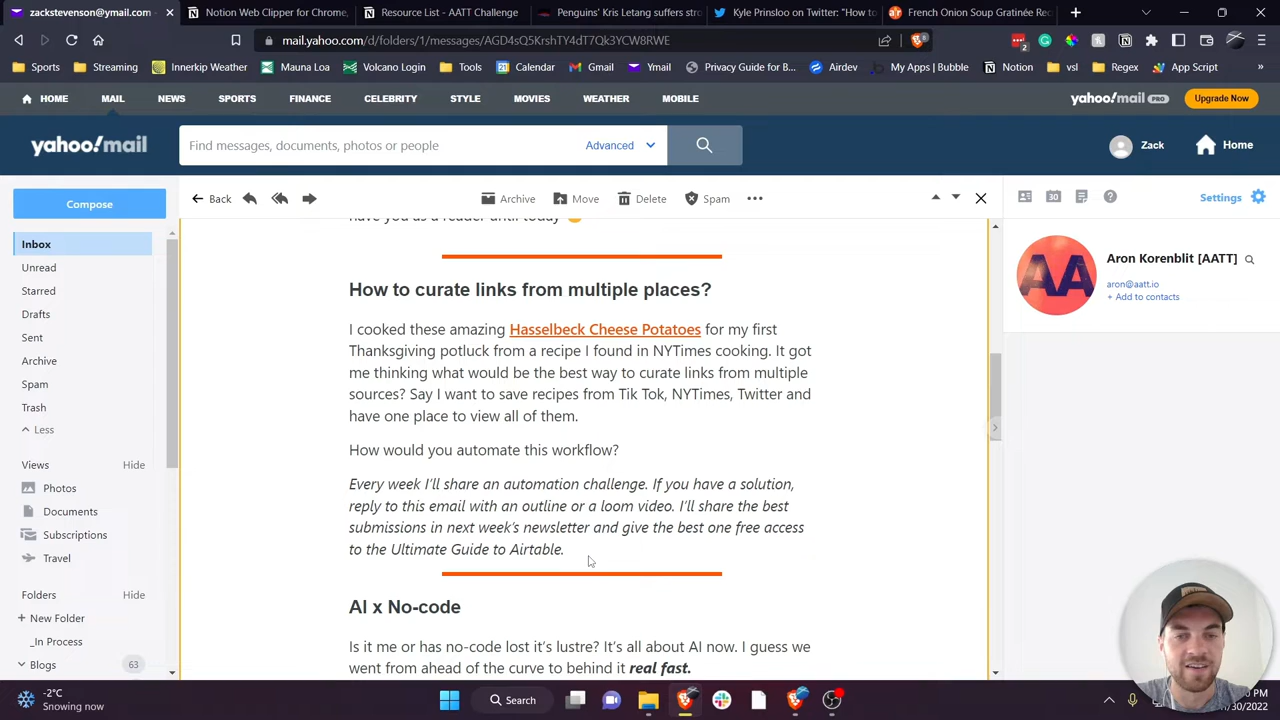 zackstevenson@ymail.com
Notion Web Clipper for Chrome,
Resource List - AATT Challenge
Penguins' Kris Letang suffers stro
Kyle Prinsloo on Twitter: "How to
French Onion Soup Gratinée Rec
mail.yahoo.com/d/folders/1/messages/AGD4sQ5KrshTY4dT7Qk3YCW8RWE
2
Sports
Streaming
Innerkip Weather
Mauna Loa
Volcano Login
Tools
Calendar
Gmail
Ymail
Privacy Guide for B...
Airdev
My Apps | Bubble
Notion
vsl
Regex
App Script
HOME
MAIL
NEWS
SPORTS
FINANCE
CELEBRITY
STYLE
MOVIES
WEATHER
MOBILE
yahoo!mail PRO
Upgrade Now
yahoo!mail
Find messages, documents, photos or people
Advanced
Zack
Home
Compose
Back
Archive
Move
Delete
Spam
30
Settings
Inbox
Unread
Starred
Drafts
Sent
Archive
Spam
Trash
Less
Views Hide
Photos
Documents
Subscriptions
Travel
Folders Hide
+ New Folder
_In Process
Blogs 63
have you as a reader until today
How to curate links from multiple places?
I cooked these amazing Hasselbeck Cheese Potatoes for my first
Thanksgiving potluck from a recipe I found in NYTimes cooking. It got
me thinking what would be the best way to curate links from multiple
sources? Say I want to save recipes from Tik Tok, NYTimes, Twitter and
have one place to view all of them.
How would you automate this workflow?
Every week I'll share an automation challenge. If you have a solution,
reply to this email with an outline or a loom video. I'll share the best
submissions in next week's newsletter and give the best one free access
to the Ultimate Guide to Airtable.
AI x No-code
Is it me or has no-code lost it's lustre? It's all about AI now. I guess we
went from ahead of the curve to behind it real fast.
AA
Aron Korenblit [AATT]
aron@aatt.io
+ Add to contacts
-2°C
Snowing now
Search